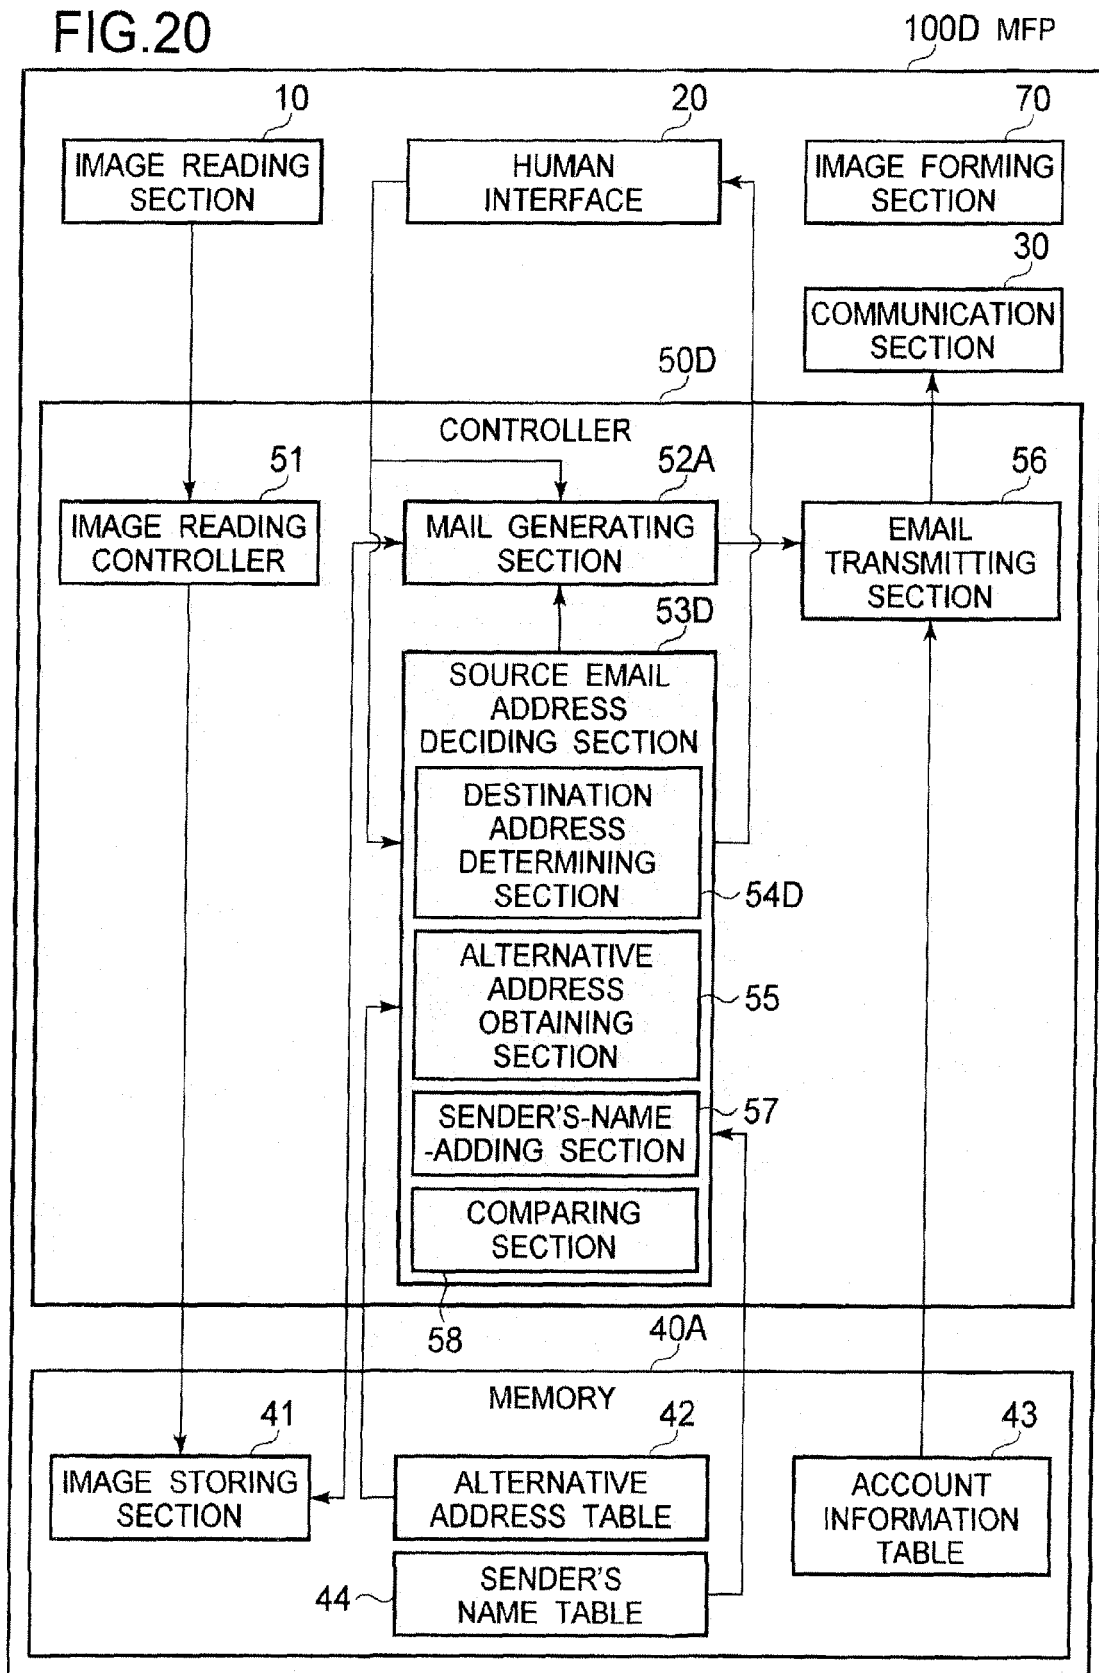 FIG.20
100D MFP
10
20
70
IMAGE READING
SECTION
HUMAN
INTERFACE
IMAGE FORMING
SECTION
30
COMMUNICATION
SECTION
50D
CONTROLLER
51
52A
56
IMAGE READING
CONTROLLER
MAIL GENERATING
SECTION
EMAIL
TRANSMITTING
SECTION
53D
SOURCE EMAIL
ADDRESS
DECIDING SECTION
DESTINATION
ADDRESS
DETERMINING
SECTION
54D
ALTERNATIVE
ADDRESS
OBTAINING
SECTION
55
SENDER'S-NAME
-ADDING SECTION
57
COMPARING
SECTION
58
40A
MEMORY
41
42
43
IMAGE STORING
SECTION
ALTERNATIVE
ADDRESS TABLE
ACCOUNT
INFORMATION
TABLE
44
SENDER'S
NAME TABLE